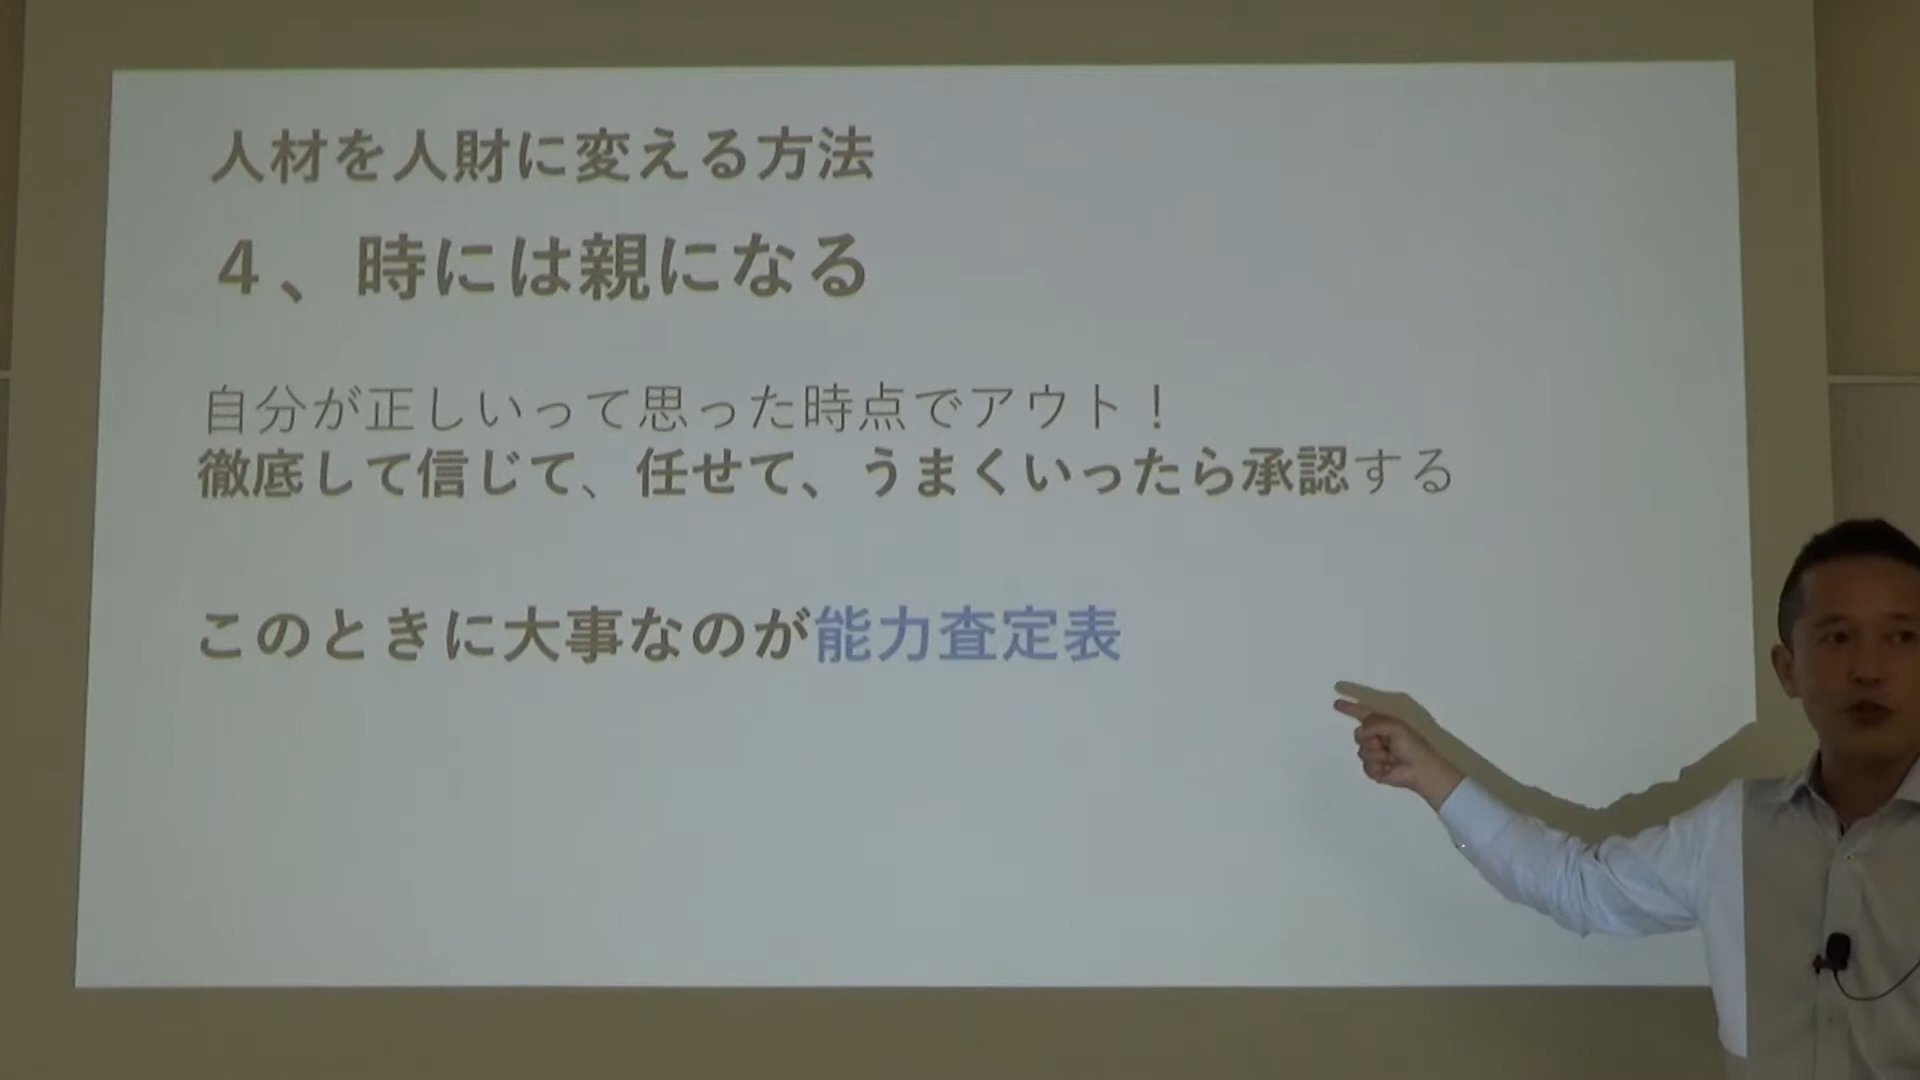 人材を人財に変える方法
４、時には親になる
自分が正しいって思った時点でアウト！
徹底して信じて、任せて、うまくいったら承認する
このときに大事なのが能力査定表